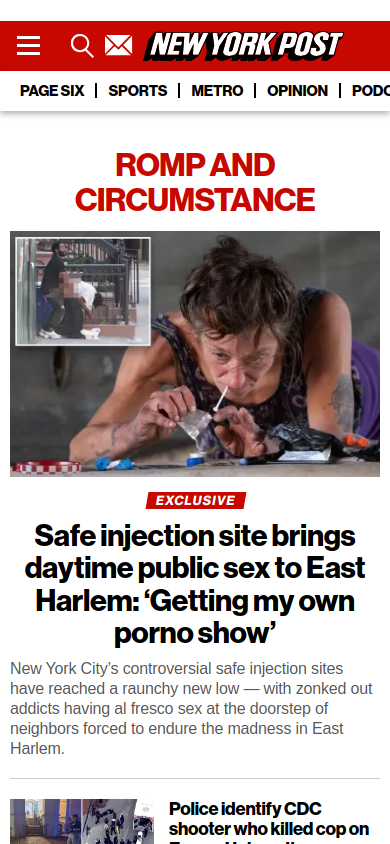 NEW YORK POST
PAGE SIX
SPORTS
METRO
OPINION
ROMP AND
CIRCUMSTANCE
EXCLUSIVE
Safe injection site brings
daytime public sex to East
Harlem: ‘Getting my own
porno show’
New York City’s controversial safe injection sites
have reached a raunchy new low — with zonked out
addicts having al fresco sex at the doorstep of
neighbors forced to endure the madness in East
Harlem.
Police identify CDC
shooter who killed cop on